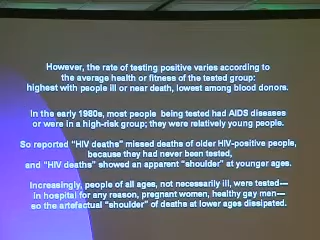 However, the rate of testing positive varies according to
the average health or fitness of the tested group:
highest with people ill or near death, lowest among blood donors.
In the early 1980s, most people being tested had AIDS diseases
or were in a high-risk group; they were relatively young people.
So reported "HIV deaths" missed deaths of older HIV-positive people,
because they had never been tested,
and "HIV deaths" showed an apparent "shoulder" at younger ages.
Increasingly, people of all ages, not necessarily ill, were tested—
in hospital for any reason, pregnant women, healthy gay men—
so the artefactual "shoulder" of deaths at lower ages dissipated.